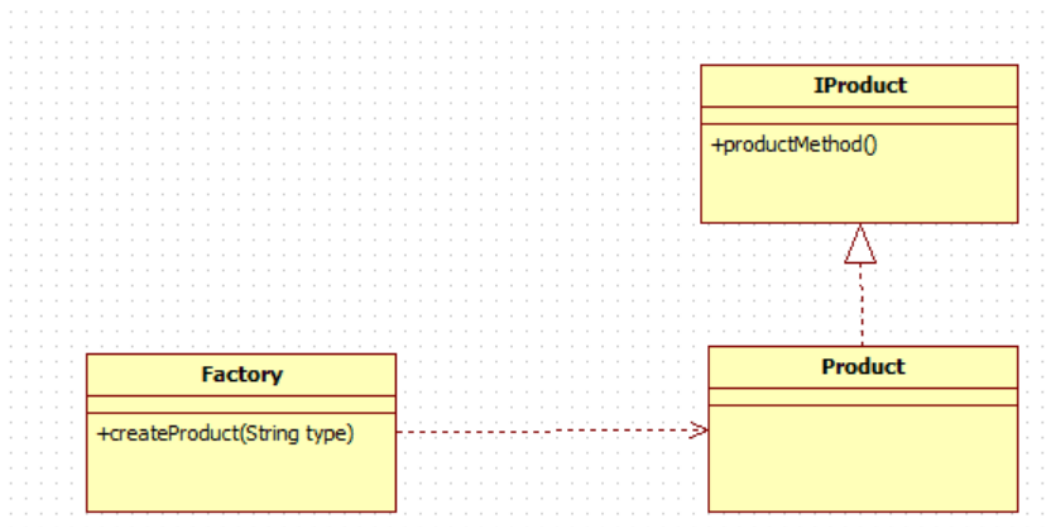 IProduct
+productMethod()
Factory
+createProduct(String type)
Product